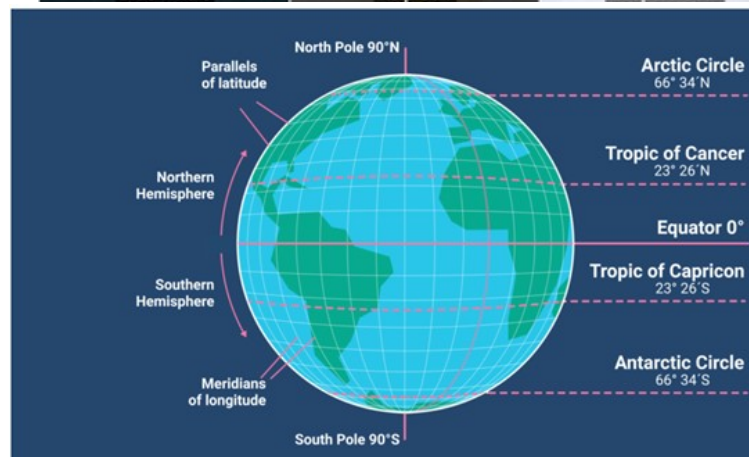 North Pole 90°N
Parallels
of latitude
Arctic Circle
66° 34´N
Northern
Hemisphere
Tropic of Cancer
23° 26´N
Equator 0°
Southern
Hemisphere
Tropic of Capricon
23° 26´S
Meridians
of longitude
Antarctic Circle
66° 34´S
South Pole 90°S